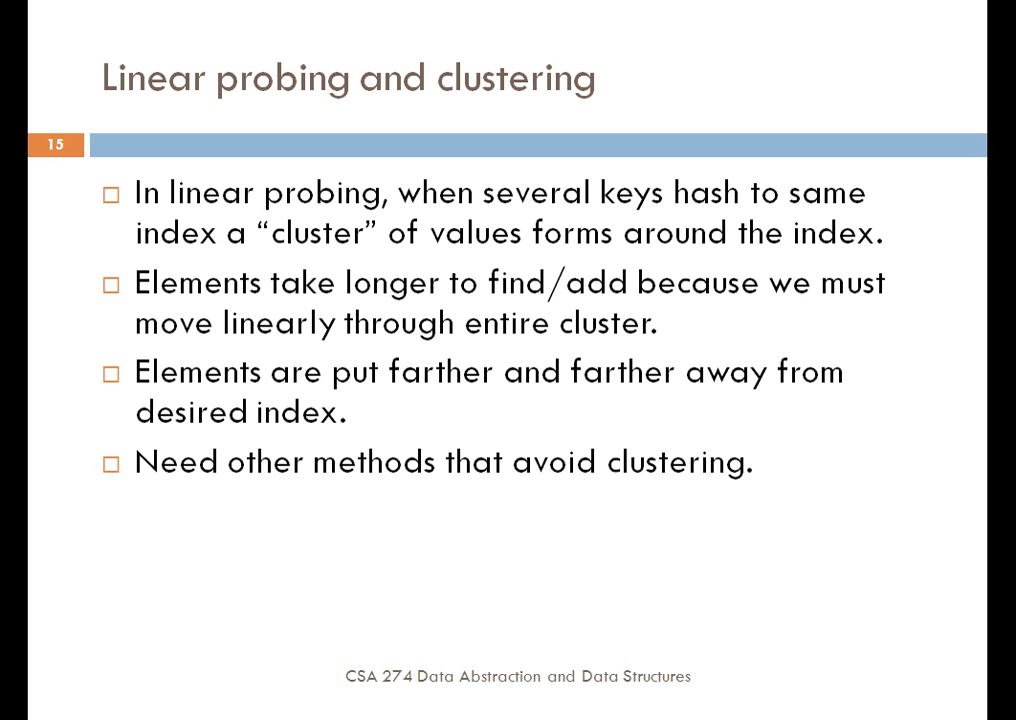 Linear probing and clustering
15
In linear probing, when several keys hash to same
index a “cluster” of values forms around the index.
Elements take longer to find/add because we must
move linearly through entire cluster.
Elements are put farther and farther away from
desired index.
Need other methods that avoid clustering.
CSA 274 Data Abstraction and Data Structures